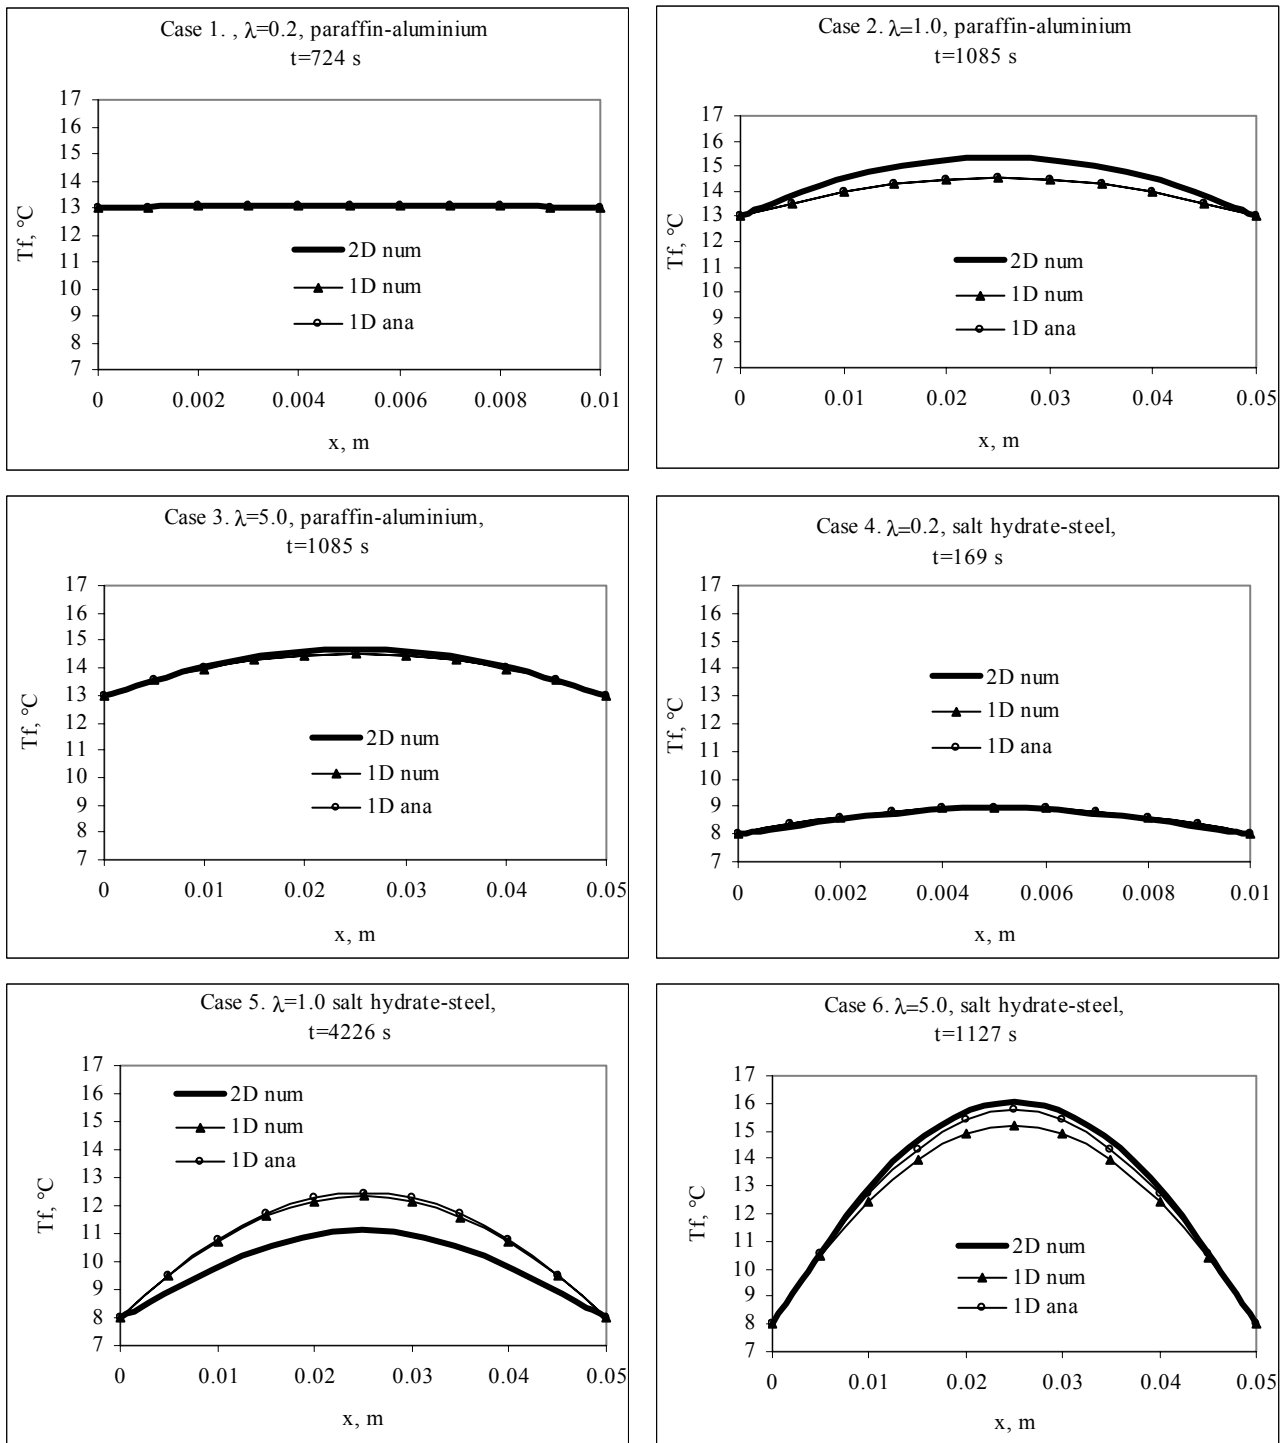 Case 1. , λ=0.2, paraffin-aluminium
t=724 s
17
16
15
14
13
12
11
10
9
8
7
Tf, °C
2D num
1D num
1D ana
0 0.002 0.004 0.006 0.008 0.01
x, m
Case 2. λ=1.0, paraffin-aluminium
t=1085 s
17
16
15
14
13
12
11
10
9
8
7
Tf, °C
2D num
1D num
1D ana
0 0.01 0.02 0.03 0.04 0.05
x, m
Case 3. λ=5.0, paraffin-aluminium,
t=1085 s
17
16
15
14
13
12
11
10
9
8
7
Tf, °C
2D num
1D num
1D ana
0 0.01 0.02 0.03 0.04 0.05
x, m
Case 4. λ=0.2, salt hydrate-steel,
t=169 s
17
16
15
14
13
12
11
10
9
8
7
Tf, °C
2D num
1D num
1D ana
0 0.002 0.004 0.006 0.008 0.01
x, m
Case 5. λ=1.0 salt hydrate-steel,
t=4226 s
17
16
15
14
13
12
11
10
9
8
7
Tf, °C
2D num
1D num
1D ana
0 0.01 0.02 0.03 0.04 0.05
x, m
Case 6. λ=5.0, salt hydrate-steel,
t=1127 s
17
16
15
14
13
12
11
10
9
8
7
Tf, °C
2D num
1D num
1D ana
0 0.01 0.02 0.03 0.04 0.05
x, m